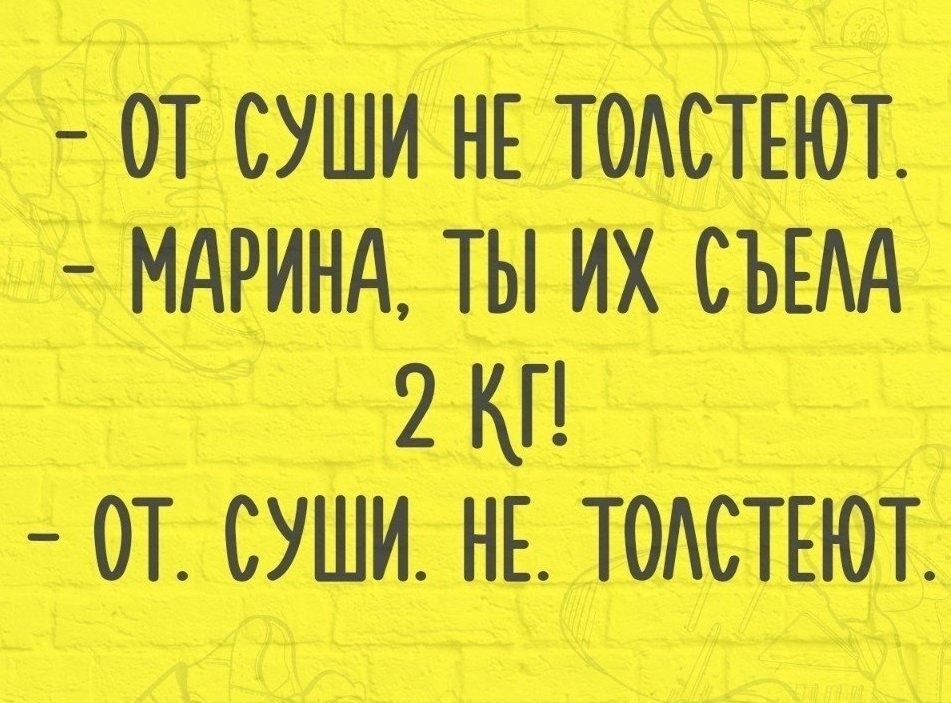 - ОТ СУШИ НЕ ТОЛСТЕЮТ.
- МАРИНА, ТЫ ИХ СЪЕЛА
2 КГ!
- ОТ. СУШИ. НЕ. ТОЛСТЕЮТ.